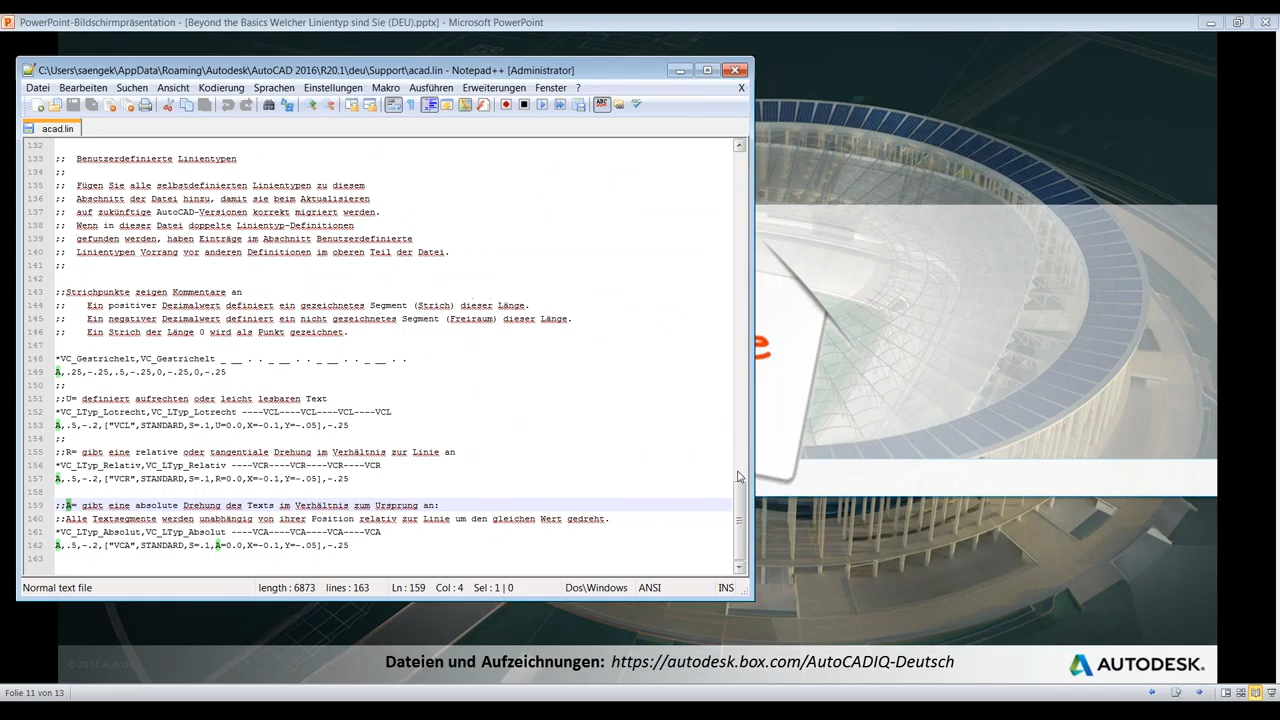 PowerPoint-Bildschirmpräsentation - [Beyond the Basics Welcher Linientyp sind Sie (DEU).pptx] - Microsoft PowerPoint
C:\Users\saengek\AppData\Roaming\Autodesk\AutoCAD 2016\R20.1\deu\Support\acad.lin - Notepad++ [Administrator]
Datei Bearbeiten Suchen Ansicht Kodierung Sprachen Einstellungen Makro Ausführen Erweiterungen Fenster ? X
acad.lin
132
133 ;; Benutzerdefinierte Linientypen
134 ;;
135 ;; Fügen Sie alle selbstdefinierten Linientypen zu diesem
136 ;; Abschnitt der Datei hinzu, damit sie beim Aktualisieren
137 ;; auf zukünftige AutoCAD-Versionen korrekt migriert werden.
138 ;; Wenn in dieser Datei doppelte Linientyp-Definitionen
139 ;; gefunden werden, haben Einträge im Abschnitt Benutzerdefinierte
140 ;; Linientypen Vorrang vor anderen Definitionen im oberen Teil der Datei.
141 ;;
142
143 ;;Strichpunkte zeigen Kommentare an
144 ;; Ein positiver Dezimalwert definiert ein gezeichnetes Segment (Strich) dieser Länge.
145 ;; Ein negativer Dezimalwert definiert ein nicht gezeichnetes Segment (Freiraum) dieser Länge.
146 ;; Ein Strich der Länge 0 wird als Punkt gezeichnet.
147
148 *VC_Gestrichelt,VC_Gestrichelt _ __ . . _ __ . . _ __ . . _ __ . .
149 A,.25,-.25,.5,-.25,0,-.25,0,-.25
150 ;;
151 ;;U= definiert aufrechten oder leicht lesbaren Text
152 *VC_LTyp_Lotrecht,VC_LTyp_Lotrecht ----VCL----VCL----VCL----VCL
153 A,.5,-.2,["VCL",STANDARD,S=.1,U=0.0,X=-0.1,Y=-.05],-.25
154 ;;
155 ;;R= gibt eine relative oder tangentiale Drehung im Verhältnis zur Linie an
156 *VC_LTyp_Relativ,VC_LTyp_Relativ ----VCR----VCR----VCR----VCR
157 A,.5,-.2,["VCR",STANDARD,S=.1,R=0.0,X=-0.1,Y=-.05],-.25
158
159 ;;A= gibt eine absolute Drehung des Texts im Verhältnis zum Ursprung an:
160 ;;Alle Textsegmente werden unabhängig von ihrer Position relativ zur Linie um den gleichen Wert gedreht.
161 *VC_LTyp_Absolut,VC_LTyp_Absolut ----VCA----VCA----VCA----VCA
162 A,.5,-.2,["VCA",STANDARD,S=.1,A=0.0,X=-0.1,Y=-.05],-.25
163
Normal text file length : 6873 lines : 163 Ln : 159 Col : 4 Sel : 1 | 0 Dos\Windows ANSI INS
Dateien und Aufzeichnungen: https://autodesk.box.com/AutoCADIQ-Deutsch
AUTODESK.
Folie 11 von 13